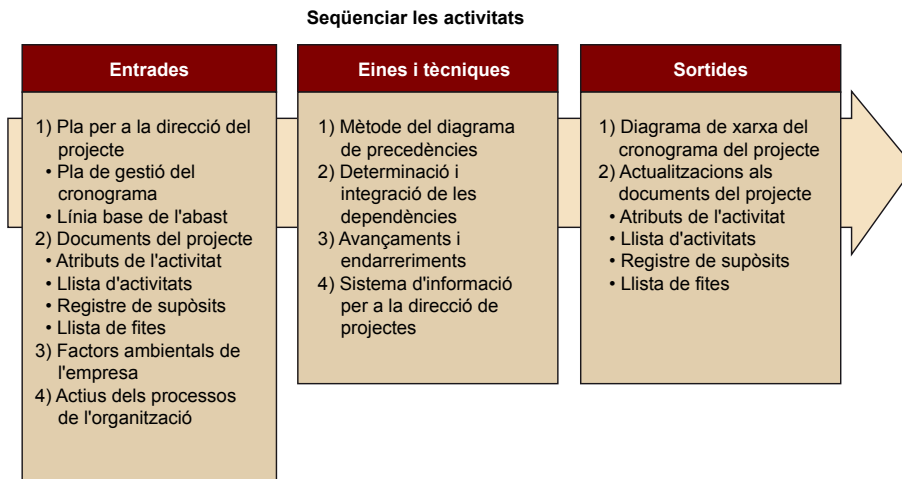 Seqüenciar les activitats
Entrades
1) Pla per a la direcció del
projecte
• Pla de gestió del
cronograma
• Línia base de l'abast
2) Documents del projecte
• Atributs de l'activitat
• Llista d'activitats
• Registre de supòsits
• Llista de fites
3) Factors ambientals de
l'empresa
4) Actius dels processos
de l'organització
Eines i tècniques
1) Mètode del diagrama
de precedències
2) Determinació i
integració de les
dependències
3) Avançaments i
endarreriments
4) Sistema d'informació
per a la direcció de
projectes
Sortides
1) Diagrama de xarxa del
cronograma del projecte
2) Actualitzacions als
documents del projecte
• Atributs de l'activitat
• Llista d'activitats
• Registre de supòsits
• Llista de fites